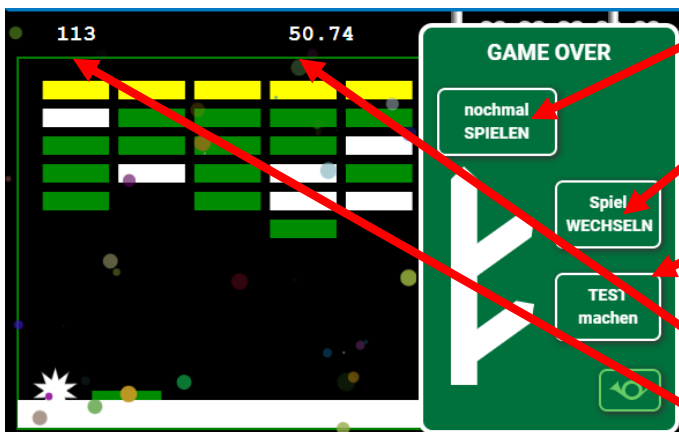 113
50.74
GAME OVER
nochmal
SPIELEN
Spiel
WECHSELN
TEST
machen